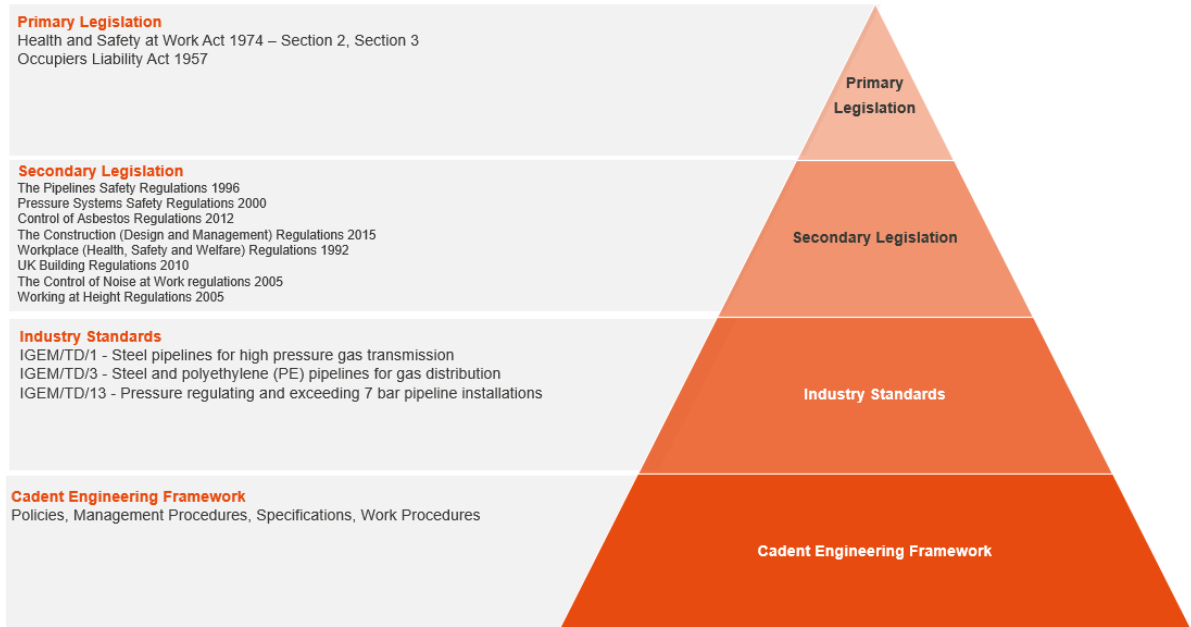 Primary Legislation
Health and Safety at Work Act 1974 – Section 2, Section 3
Occupiers Liability Act 1957
Secondary Legislation
The Pipelines Safety Regulations 1996
Pressure Systems Safety Regulations 2000
Control of Asbestos Regulations 2012
The Construction (Design and Management) Regulations 2015
Workplace (Health, Safety and Welfare) Regulations 1992
UK Building Regulations 2010
The Control of Noise at Work regulations 2005
Working at Height Regulations 2005
Industry Standards
IGEM/TD/1 - Steel pipelines for high pressure gas transmission
IGEM/TD/3 - Steel and polyethylene (PE) pipelines for gas distribution
IGEM/TD/13 - Pressure regulating and exceeding 7 bar pipeline installations
Cadent Engineering Framework
Policies, Management Procedures, Specifications, Work Procedures
Primary
Legislation
Secondary Legislation
Industry Standards
Cadent Engineering Framework